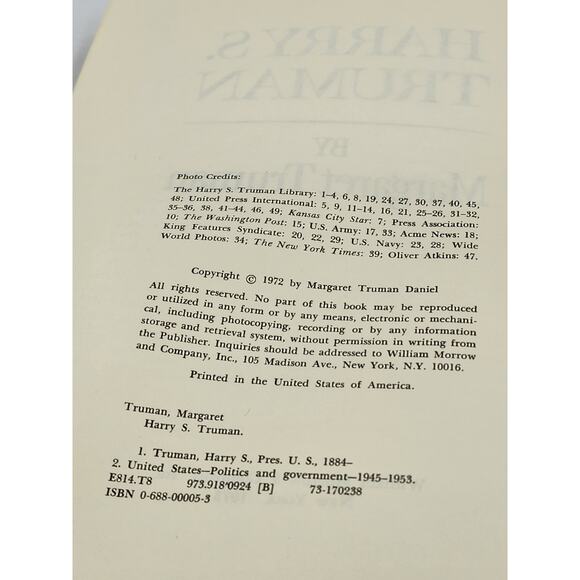 HARRY S.
TRUMAN
BY
Margaret Truman
Photo Credits:
The Harry S. Truman Library: 1–4, 6, 8, 19, 24, 27, 30, 37, 40, 45,
48; United Press International: 5, 9, 11–14, 16, 21, 25–26, 31–32,
35–36, 38, 41–44, 46, 49; Kansas City Star: 7; Press Association:
10; The Washington Post: 15; U.S. Army: 17, 33; Acme News: 18;
King Features Syndicate: 20, 22, 29; U.S. Navy: 23, 28; Wide
World Photos: 34; The New York Times: 39; Oliver Atkins: 47.
Copyright © 1972 by Margaret Truman Daniel
All rights reserved. No part of this book may be reproduced
or utilized in any form or by any means, electronic or mechani-
cal, including photocopying, recording or by any information
storage and retrieval system, without permission in writing from
the Publisher. Inquiries should be addressed to William Morrow
and Company, Inc., 105 Madison Ave., New York, N.Y. 10016.
Printed in the United States of America.
Truman, Margaret
Harry S. Truman.
1. Truman, Harry S., Pres. U. S., 1884–
2. United States—Politics and government—1945-1953.
E814.T8 973.918'0924 [B] 73-170238
ISBN 0-688-00005-3